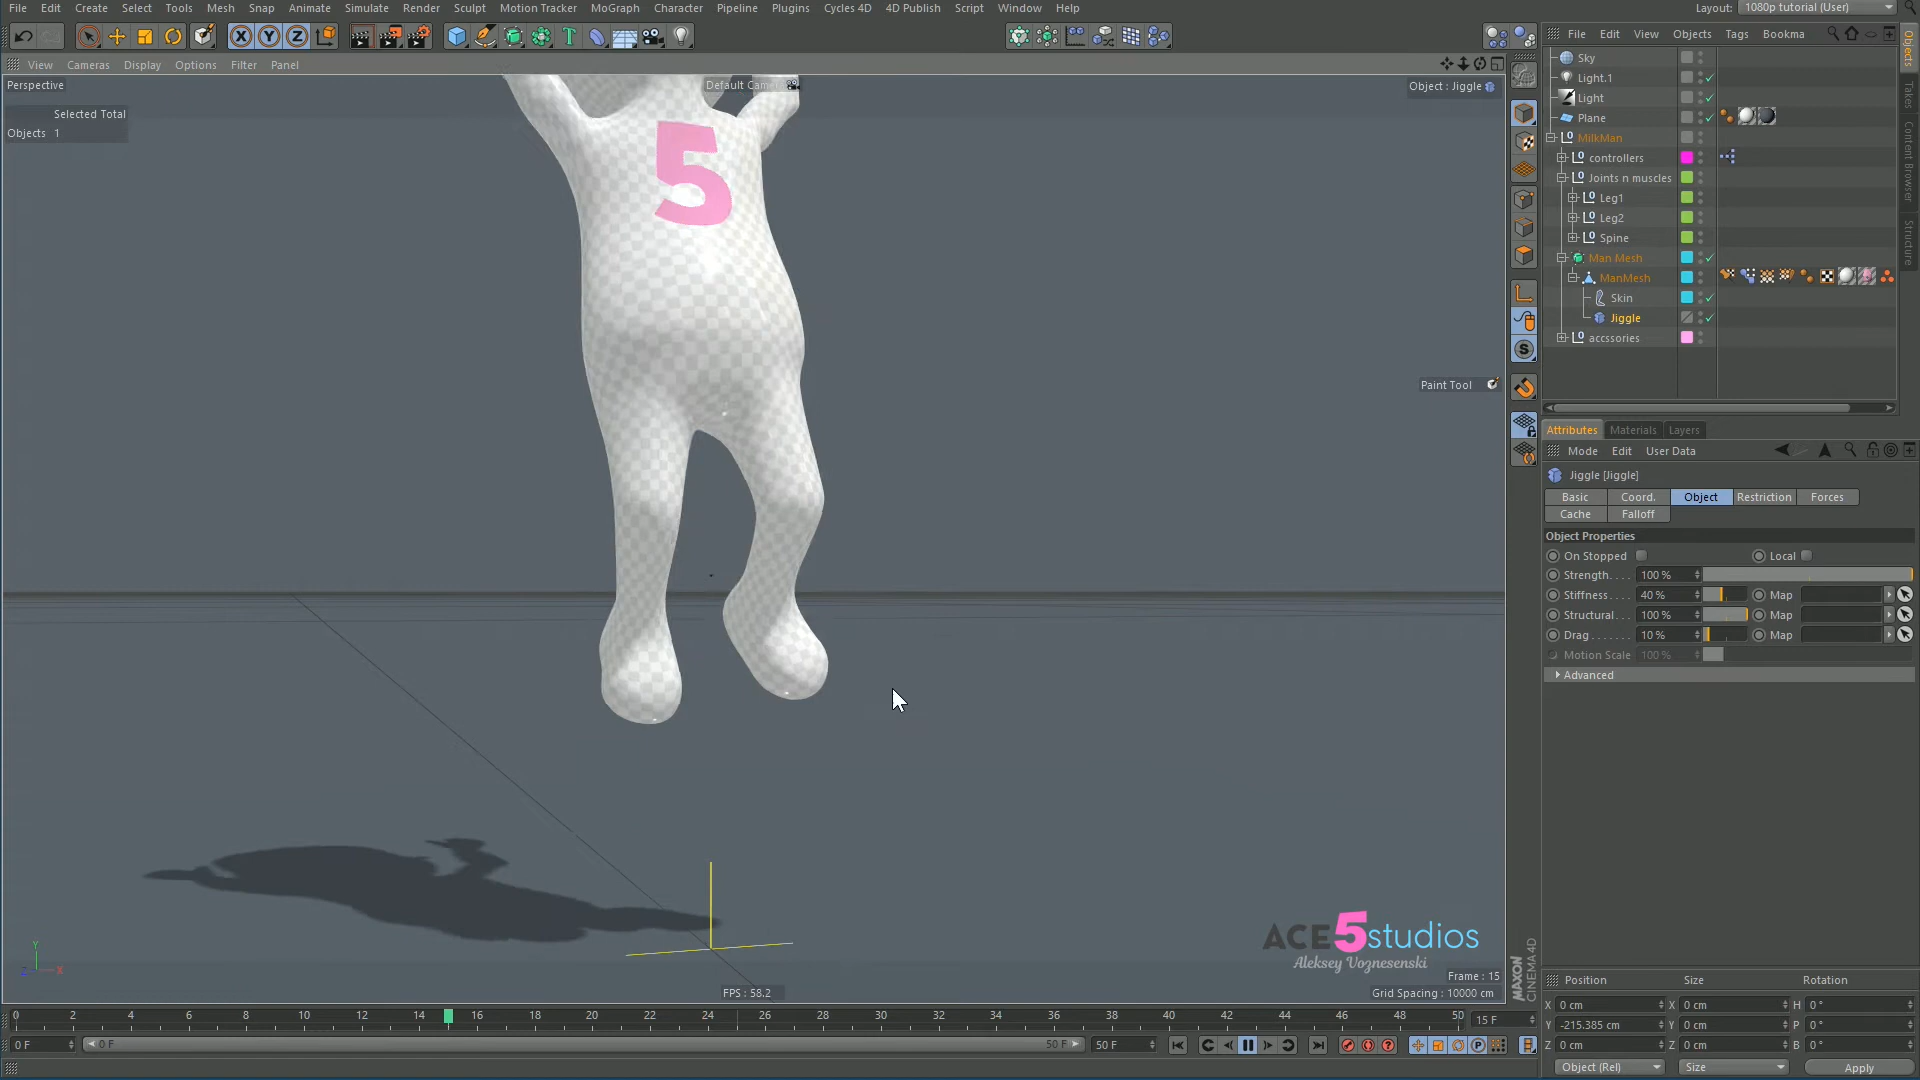 File Edit Create Select Tools Mesh Snap Animate Simulate Render Sculpt Motion Tracker MoGraph Character Pipeline Plugins Cycles 4D 4D Publish Script Window Help
Layout: 1080p tutorial (User)
X Y Z
View Cameras Display Options Filter Panel
Perspective
Default Cam
Object : Jiggle
Selected Total
Objects 1
5
Paint Tool
File Edit View Objects Tags Bookma
Sky
Light.1
Light
Plane
MilkMan
controllers
Joints n muscles
Leg1
Leg2
Spine
Man Mesh
ManMesh
Skin
Jiggle
accssories
Objects
Takes
Content Browser
Structure
Attributes Materials Layers
Mode Edit User Data
Jiggle [Jiggle]
Basic Coord. Object Restriction Forces
Cache Falloff
Object Properties
On Stopped Local
Strength. . . . 100 %
Stiffness. . . . 40 % Map
Structural. . . 100 % Map
Drag. . . . . . . 10 % Map
Motion Scale 100 %
Advanced
ACE5studios
Aleksey Voznesenski
Frame : 15
FPS : 58.2
Grid Spacing : 10000 cm
MAXON
CINEMA 4D
0 2 4 6 8 10 12 14 16 18 20 22 24 26 28 30 32 34 36 38 40 42 44 46 48 50 15 F
0 F 0 F 50 F 50 F
Position Size Rotation
X 0 cm X 0 cm H 0 °
Y -215.385 cm Y 0 cm P 0 °
Z 0 cm Z 0 cm B 0 °
Object (Rel) Size Apply